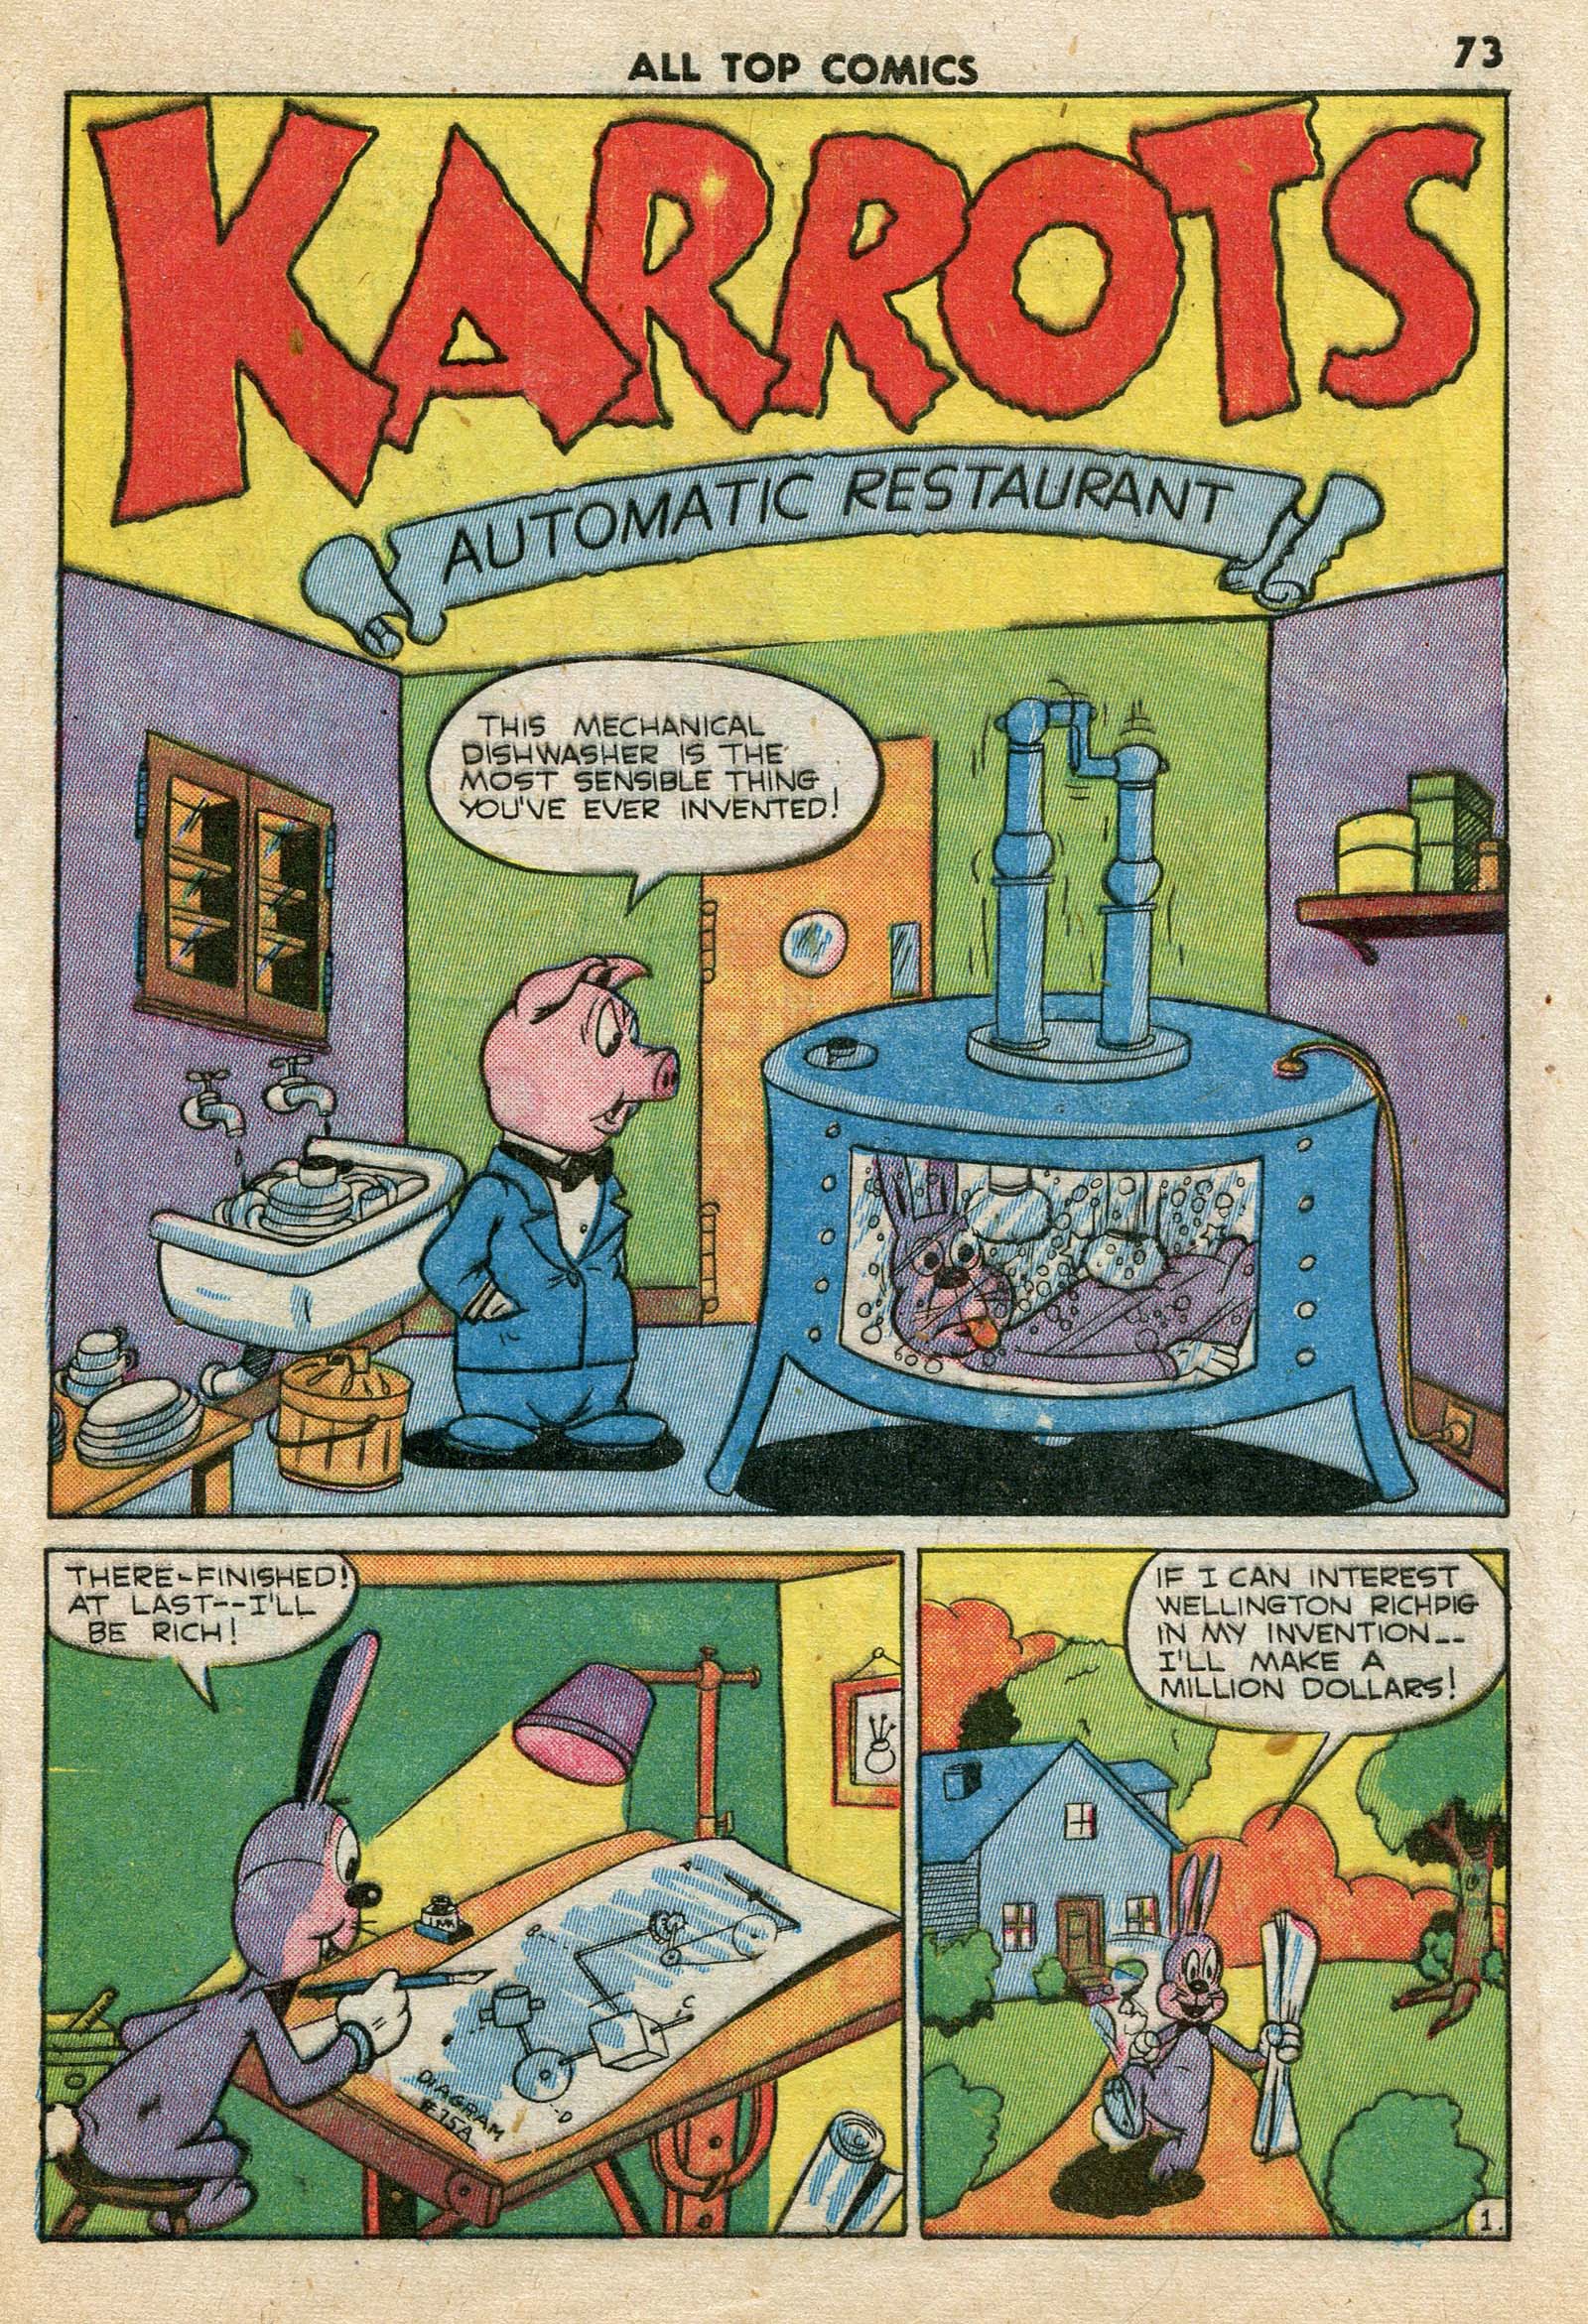 ALL TOP COMICS
73
KARROTS
AUTOMATIC RESTAURANT
THIS MECHANICAL
DISHWASHER IS THE
MOST SENSIBLE THING
YOU'VE EVER INVENTED!
THERE-FINISHED!
AT LAST--I'LL
BE RICH!
INK
A
B
C
D
DIAGRAM
#75A
IF I CAN INTEREST
WELLINGTON RICHPIG
IN MY INVENTION--
I'LL MAKE A
MILLION DOLLARS!
1.